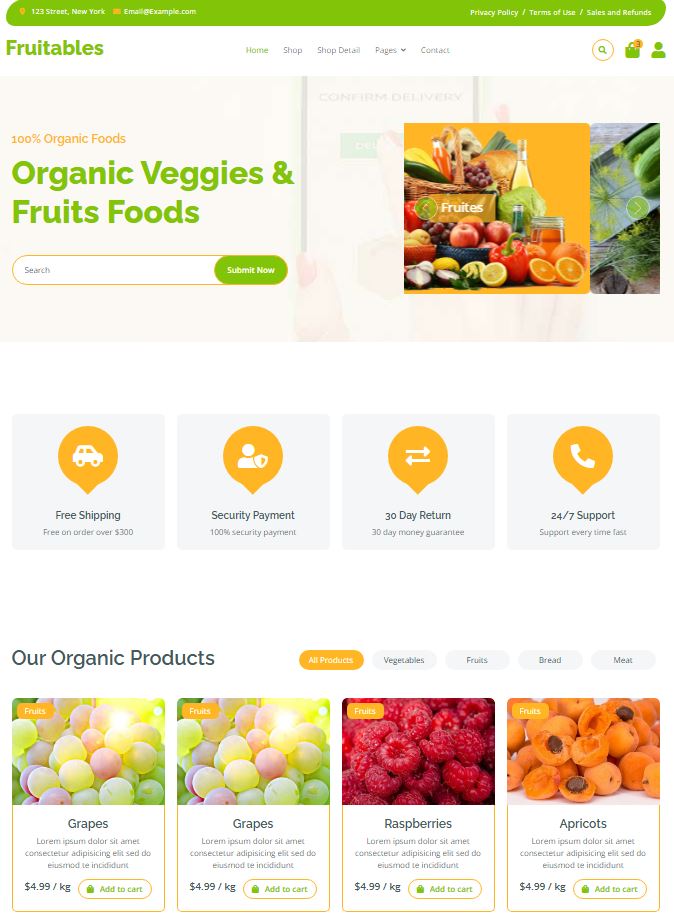 123 Street, New York Email@Example.com Privacy Policy / Terms of Use / Sales and Refunds
Fruitables Home Shop Shop Detail Pages Contact 3
CONFIRM DELIVERY
100% Organic Foods
Organic Veggies &
Fruits Foods
Fruites
Search Submit Now
Free Shipping
Free on order over $300
Security Payment
100% security payment
30 Day Return
30 day money guarantee
24/7 Support
Support every time fast
Our Organic Products All Products Vegetables Fruits Bread Meat
Fruits
Grapes
Lorem ipsum dolor sit amet
consectetur adipisicing elit sed do
eiusmod te incididunt
$4.99 / kg Add to cart
Fruits
Grapes
Lorem ipsum dolor sit amet
consectetur adipisicing elit sed do
eiusmod te incididunt
$4.99 / kg Add to cart
Fruits
Raspberries
Lorem ipsum dolor sit amet
consectetur adipisicing elit sed do
eiusmod te incididunt
$4.99 / kg Add to cart
Fruits
Apricots
Lorem ipsum dolor sit amet
consectetur adipisicing elit sed do
eiusmod te incididunt
$4.99 / kg Add to cart